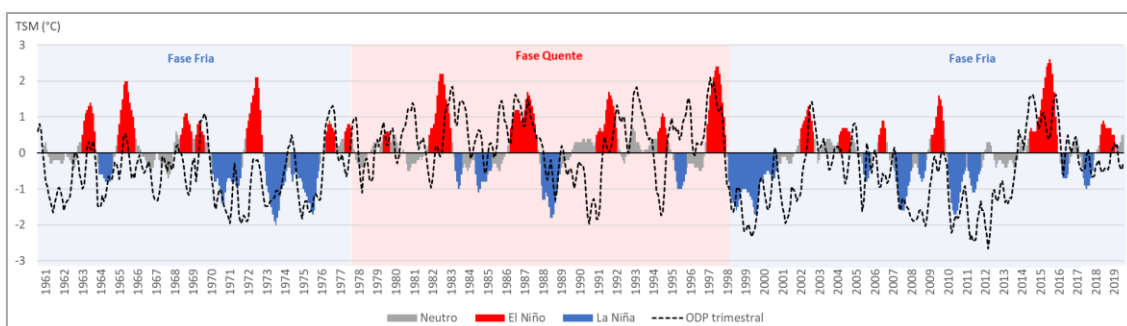 TSM (°C)
Fase Fria Fase Quente Fase Fria
3
2
1
0
-1
-2
-3
1961 1962 1963 1964 1965 1966 1967 1968 1969 1970 1971 1972 1973 1974 1975 1976 1977 1978 1979 1980 1981 1982 1983 1984 1985 1986 1987 1988 1989 1990 1991 1992 1993 1994 1995 1996 1997 1998 1999 2000 2001 2002 2003 2004 2005 2006 2007 2008 2009 2010 2011 2012 2013 2014 2015 2016 2017 2018 2019
Neutro El Niño La Niña ODP trimestral